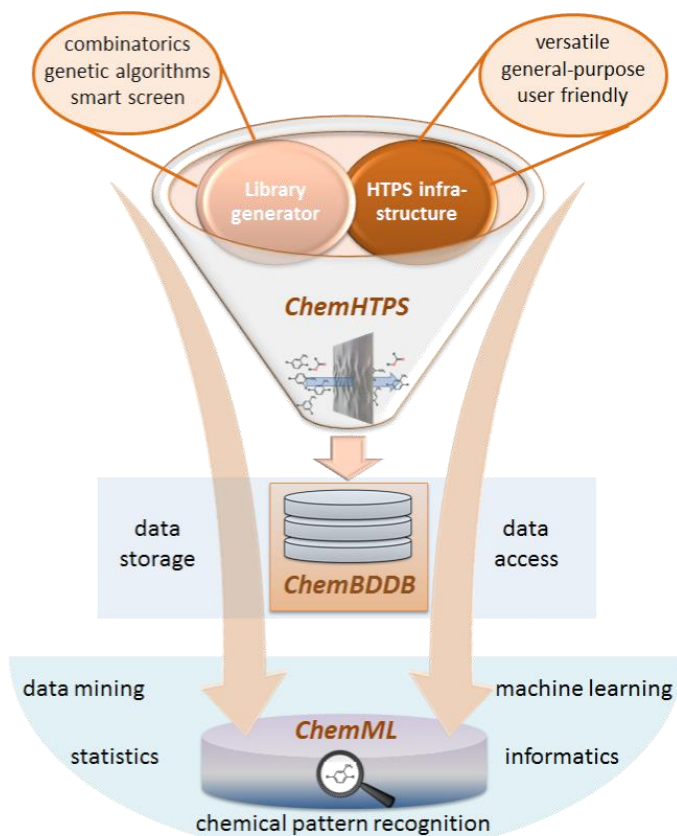 combinatorics
genetic algorithms
smart screen
versatile
general-purpose
user friendly
Library
generator
HTPS infra-
structure
ChemHTPS
data
storage
ChemBDDB
data
access
data mining
machine learning
ChemML
statistics
informatics
chemical pattern recognition